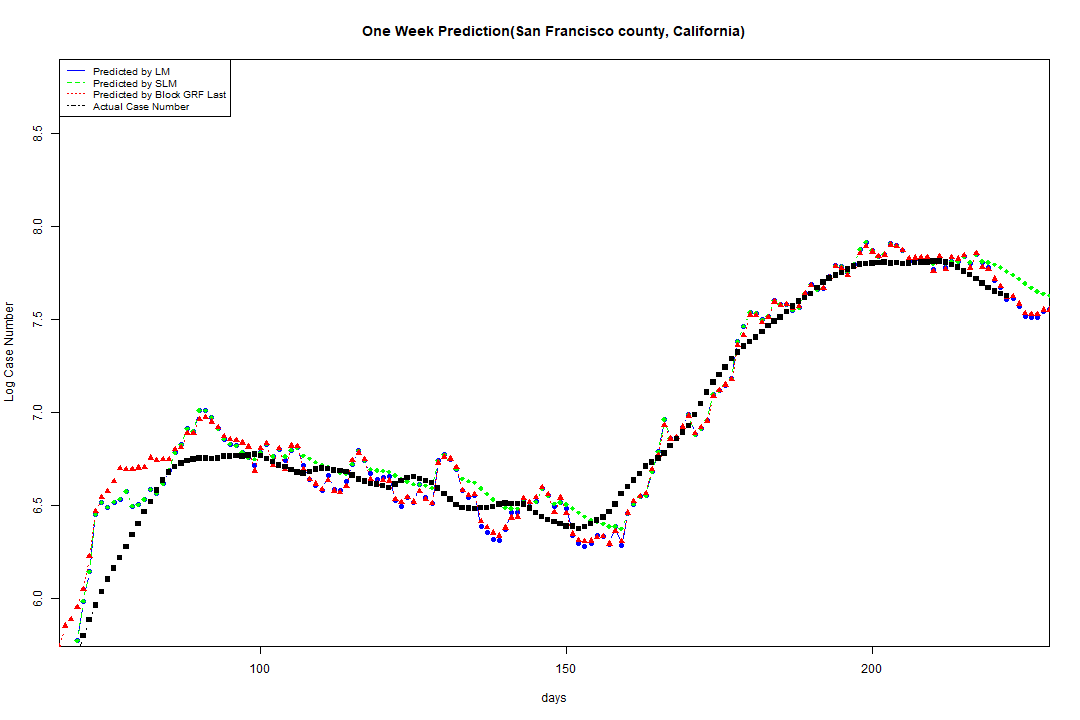 One Week Prediction(San Francisco county, California)
Predicted by LM
Predicted by SLM
Predicted by Block GRF Last
Actual Case Number
8.5
8.0
7.5
7.0
6.5
6.0
Log Case Number
100 150 200
days